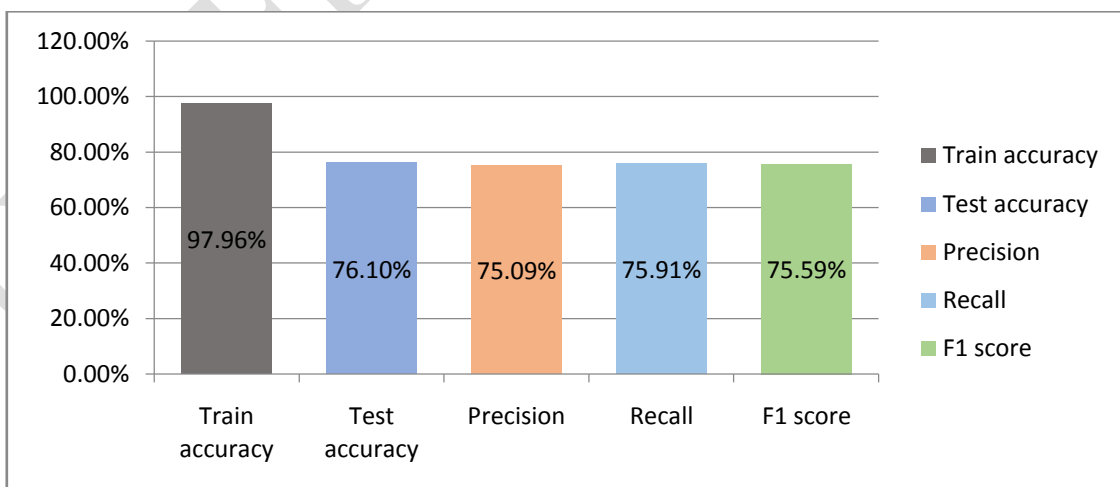 120.00%
100.00%
80.00%
60.00%
40.00%
20.00%
0.00%
97.96%
76.10%
75.09%
75.91%
75.59%
Train
accuracy
Test
accuracy
Precision
Recall
F1 score
Train accuracy
Test accuracy
Precision
Recall
F1 score